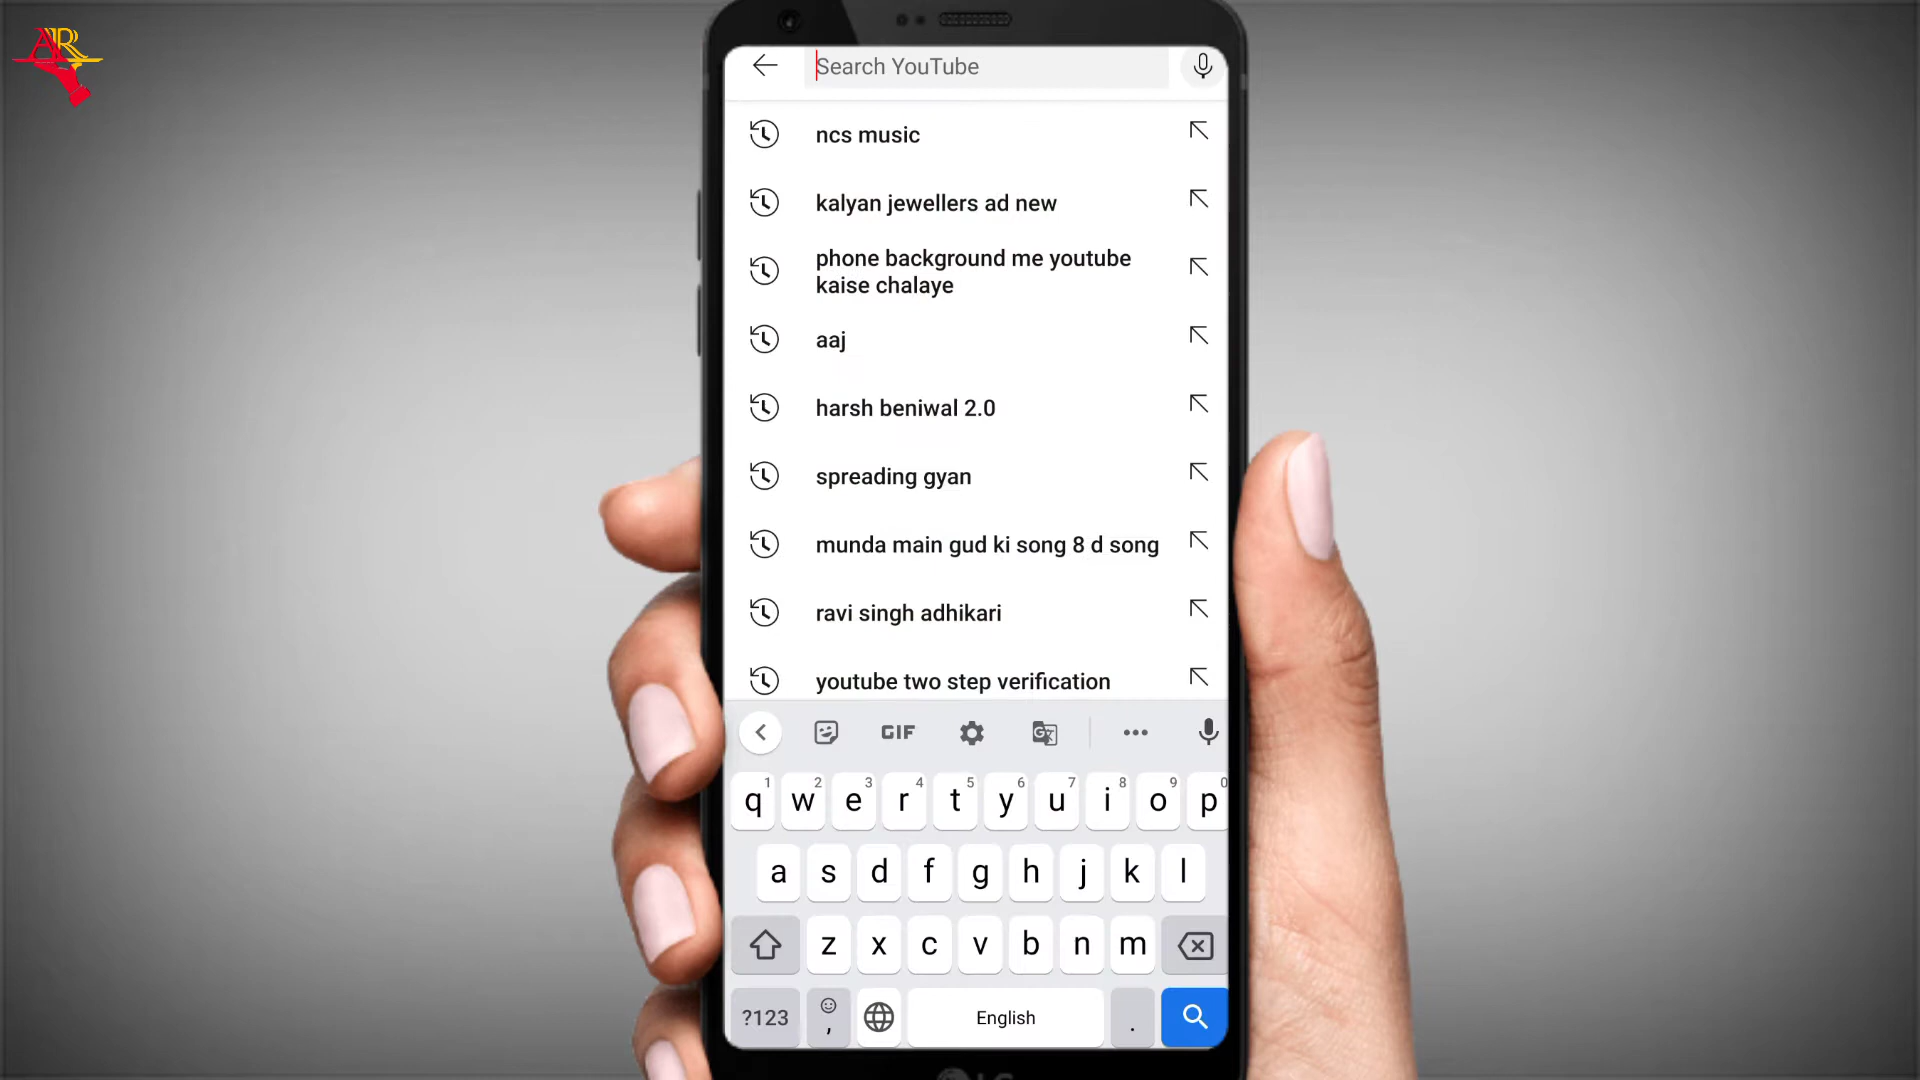 AR
Search YouTube
ncs music
kalyan jewellers ad new
phone background me youtube
kaise chalaye
aaj
harsh beniwal 2.0
spreading gyan
munda main gud ki song 8 d song
ravi singh adhikari
youtube two step verification
GIF
1 2 3 4 5 6 7 8 9 0
q w e r t y u i o p
a s d f g h j k l
z x c v b n m
?123 , English .